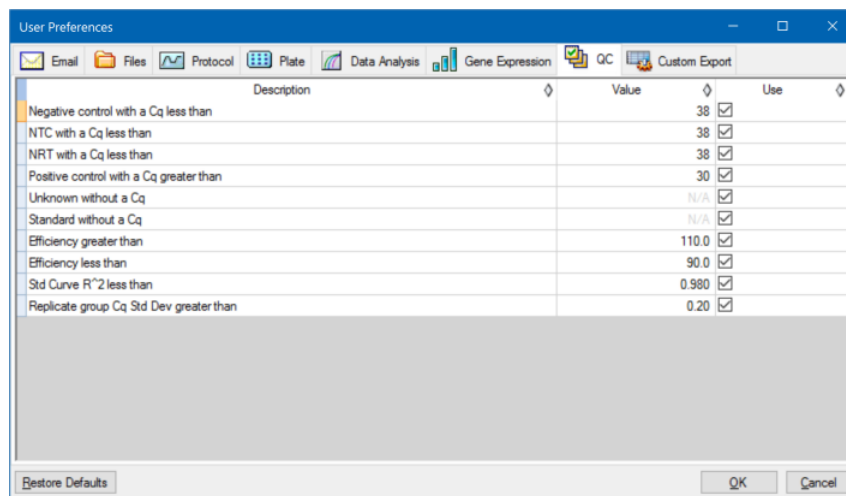 User Preferences
Email Files Protocol Plate Data Analysis Gene Expression QC Custom Export
Description Value Use
Negative control with a Cq less than 38
NTC with a Cq less than 38
NRT with a Cq less than 38
Positive control with a Cq greater than 30
Unknown without a Cq N/A
Standard without a Cq N/A
Efficiency greater than 110.0
Efficiency less than 90.0
Std Curve R^2 less than 0.980
Replicate group Cq Std Dev greater than 0.20
Restore Defaults OK Cancel